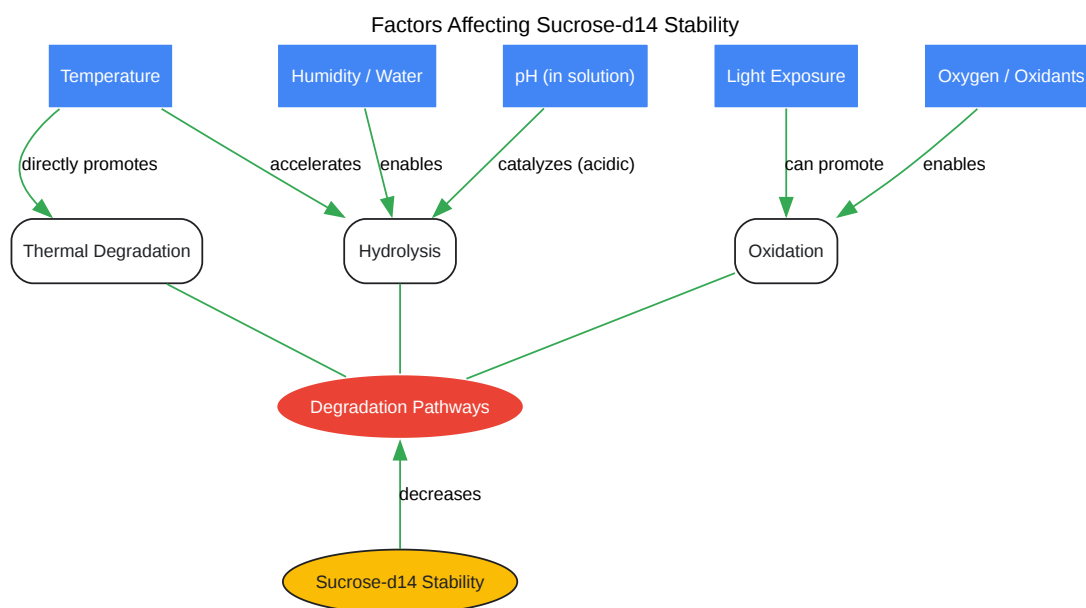 Factors Affecting Sucrose-d14 Stability
Temperature
Humidity / Water
pH (in solution)
Light Exposure
Oxygen / Oxidants
directly promotes
accelerates
enables
catalyzes (acidic)
can promote
enables
Thermal Degradation
Hydrolysis
Oxidation
Degradation Pathways
decreases
Sucrose-d14 Stability